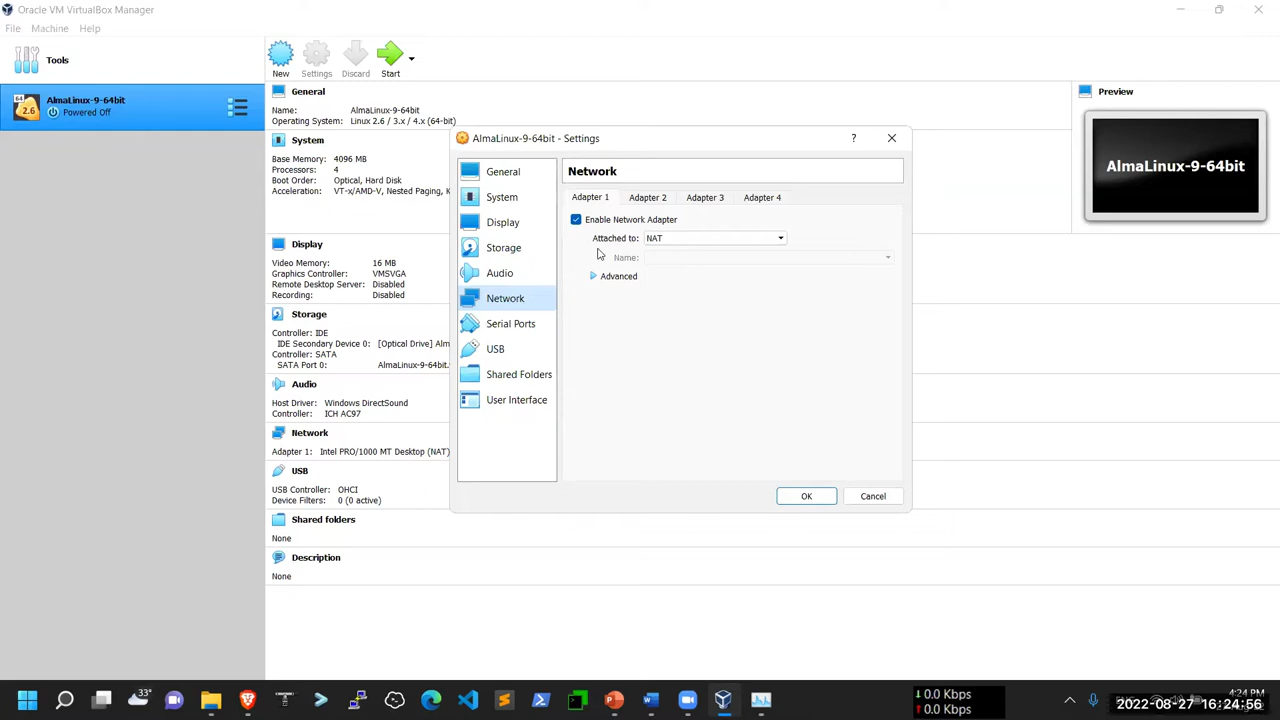 Oracle VM VirtualBox Manager
File Machine Help
Tools
New Settings Discard Start
64
2.6
AlmaLinux-9-64bit
Powered Off
General
Name: AlmaLinux-9-64bit
Operating System: Linux 2.6 / 3.x / 4.x (64-bit)
System
Base Memory: 4096 MB
Processors: 4
Boot Order: Optical, Hard Disk
Acceleration: VT-x/AMD-V, Nested Paging, K
Display
Video Memory: 16 MB
Graphics Controller: VMSVGA
Remote Desktop Server: Disabled
Recording: Disabled
Storage
Controller: IDE
IDE Secondary Device 0: [Optical Drive] Alm
Controller: SATA
SATA Port 0: AlmaLinux-9-64bit.
Audio
Host Driver: Windows DirectSound
Controller: ICH AC97
Network
Adapter 1: Intel PRO/1000 MT Desktop (NAT)
USB
USB Controller: OHCI
Device Filters: 0 (0 active)
Shared folders
None
Description
None
Preview
AlmaLinux-9-64bit
AlmaLinux-9-64bit - Settings
?
General
System
Display
Storage
Audio
Network
Serial Ports
USB
Shared Folders
User Interface
Network
Adapter 1 Adapter 2 Adapter 3 Adapter 4
Enable Network Adapter
Attached to: NAT
Name:
Advanced
OK Cancel
33°
0.0 Kbps
0.0 Kbps
4:24 PM
2022-08-27 16:24:56